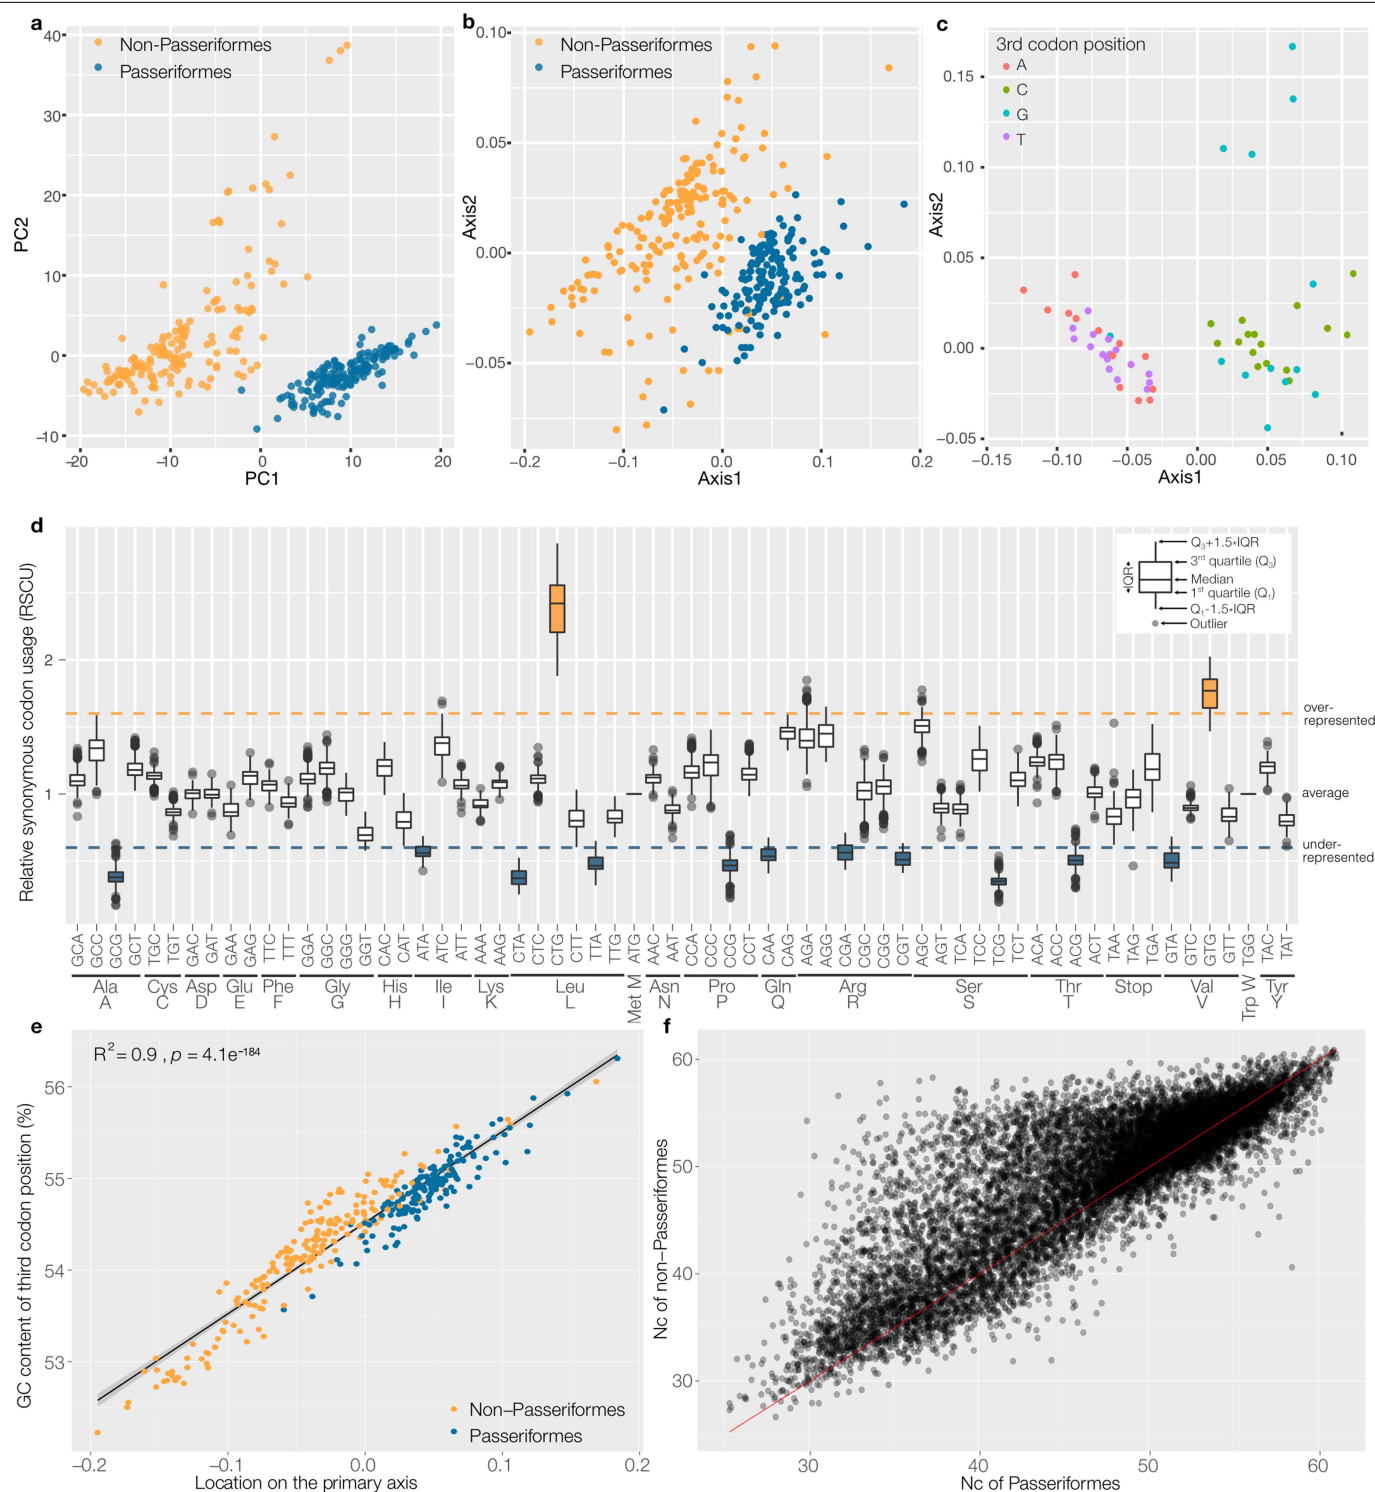 a
Non-Passeriformes
Passeriformes
40
30
20
10
0
−10
−20
−10
0
10
20
PC2
PC1
b
Non-Passeriformes
Passeriformes
0.10
0.05
0.00
−0.05
−0.2
−0.1
0.0
0.1
0.2
Axis2
Axis1
c
3rd codon position
A
C
G
T
0.15
0.10
0.05
0.00
−0.05
−0.15
−0.10
−0.05
0.00
0.05
0.10
Axis2
Axis1
d
Relative synonymous codon usage (RSCU)
2
1
Q3+1.5*IQR
3rd quartile (Q3)
IQR
Median
1st quartile (Q1)
Q1-1.5*IQR
Outlier
over-
represented
average
under-
represented
GCA GCC GCG GCT TGC TGT GAC GAT GAA GAG TTC TTT GGA GGC GGG GGT CAC CAT ATA ATC ATT AAA AAG CTA CTC CTG CTT TTA TTG ATG AAC AAT CCA CCC CCG CCT CAA CAG AGA AGG CGA CGC CGG CGT AGC AGT TCA TCC TCG TCT ACA ACC ACG ACT TAA TAG TGA GTA GTC GTG GTT TGG TAC TAT
Ala Cys Asp Glu Phe Gly His Ile Lys Leu Met M Asn Pro Gln Arg Ser Thr Stop Val Trp W Tyr
A C D E F G H I K L N P Q R S T V Y
e
R2 = 0.9 , p = 4.1e−184
56
55
54
53
−0.2
−0.1
0.0
0.1
0.2
GC content of third codon position (%)
Non−Passeriformes
Passeriformes
Location on the primary axis
f
60
50
40
30
30
40
50
60
Nc of non−Passeriformes
Nc of Passeriformes